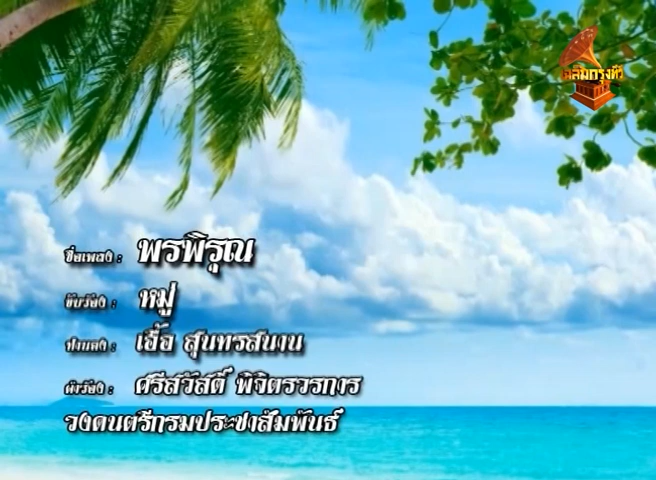 ชื่อเพลง : พรพิรุณ
ขับร้อง : หมู่
ทำนอง : เอื้อ สุนทรสนาน
คำร้อง : ศรีสวัสดิ์ พิจิตรวรการ
วงดนตรีกรมประชาสัมพันธ์